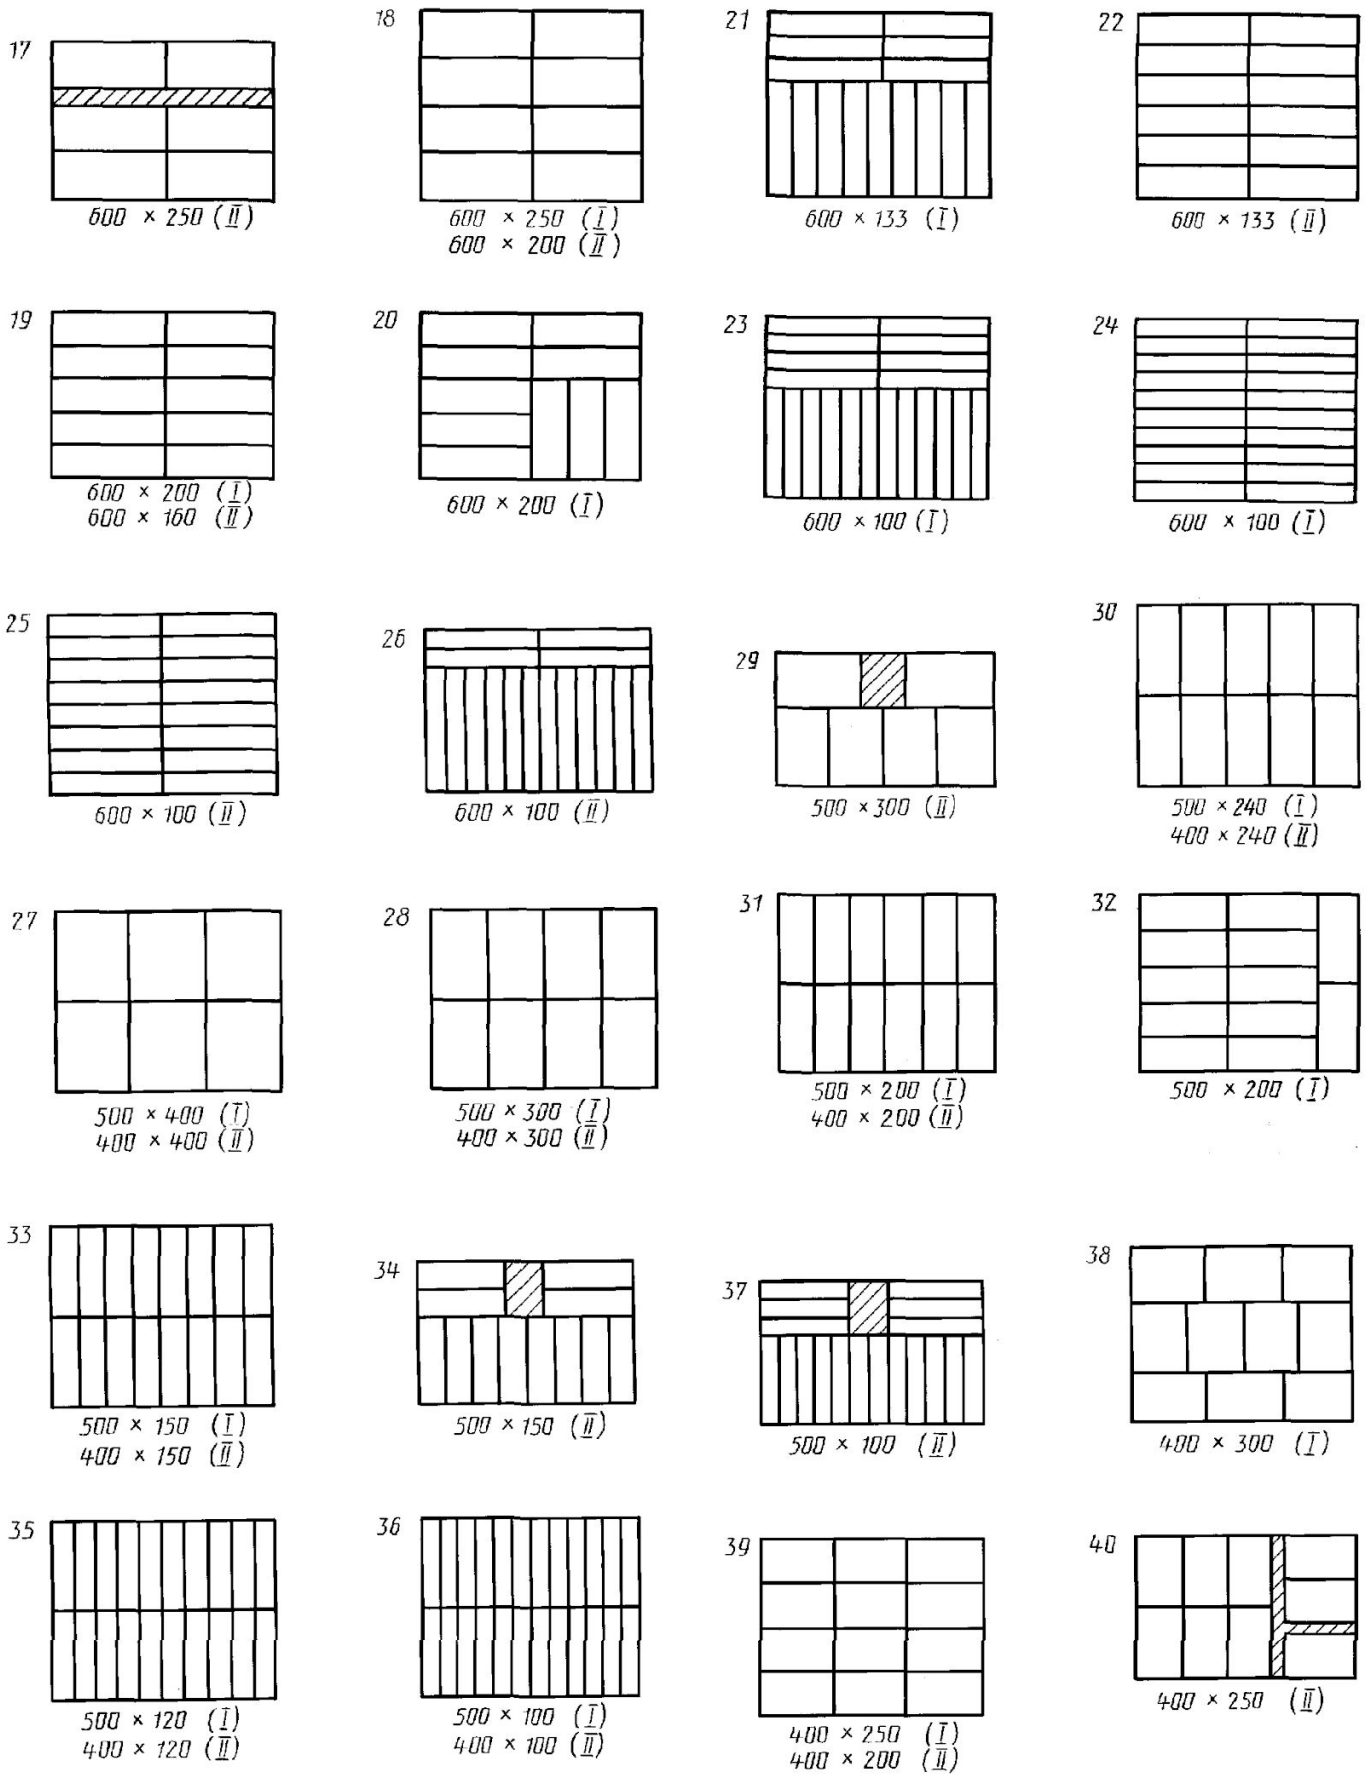 17
600 × 250 (II)
18
600 × 250 (I)
600 × 200 (II)
21
600 × 133 (I)
22
600 × 133 (II)
19
600 × 200 (I)
600 × 160 (II)
20
600 × 200 (I)
23
600 × 100 (I)
24
600 × 100 (I)
25
600 × 100 (II)
26
600 × 100 (II)
29
500 × 300 (II)
30
500 × 240 (I)
400 × 240 (II)
27
500 × 400 (I)
400 × 400 (II)
28
500 × 300 (I)
400 × 300 (II)
31
500 × 200 (I)
400 × 200 (II)
32
500 × 200 (I)
33
500 × 150 (I)
400 × 150 (II)
34
500 × 150 (II)
37
500 × 100 (II)
38
400 × 300 (I)
35
500 × 120 (I)
400 × 120 (II)
36
500 × 100 (I)
400 × 100 (II)
39
400 × 250 (I)
400 × 200 (II)
40
400 × 250 (II)